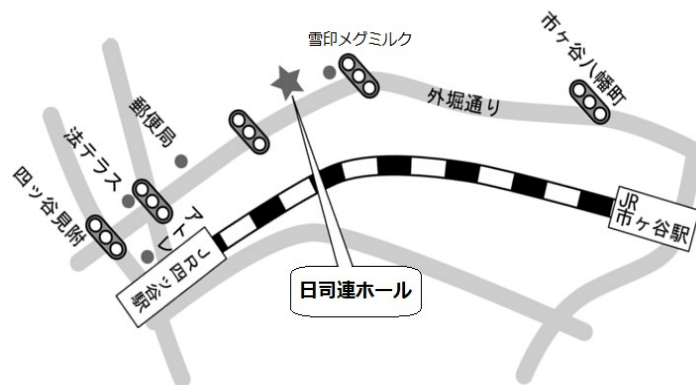 雪印メグミルク
市ヶ谷八幡町
外堀通り
郵便局
法テラス
四ッ谷見附
アトレ
JR四ッ谷駅
JR
市ヶ谷駅
日司連ホール